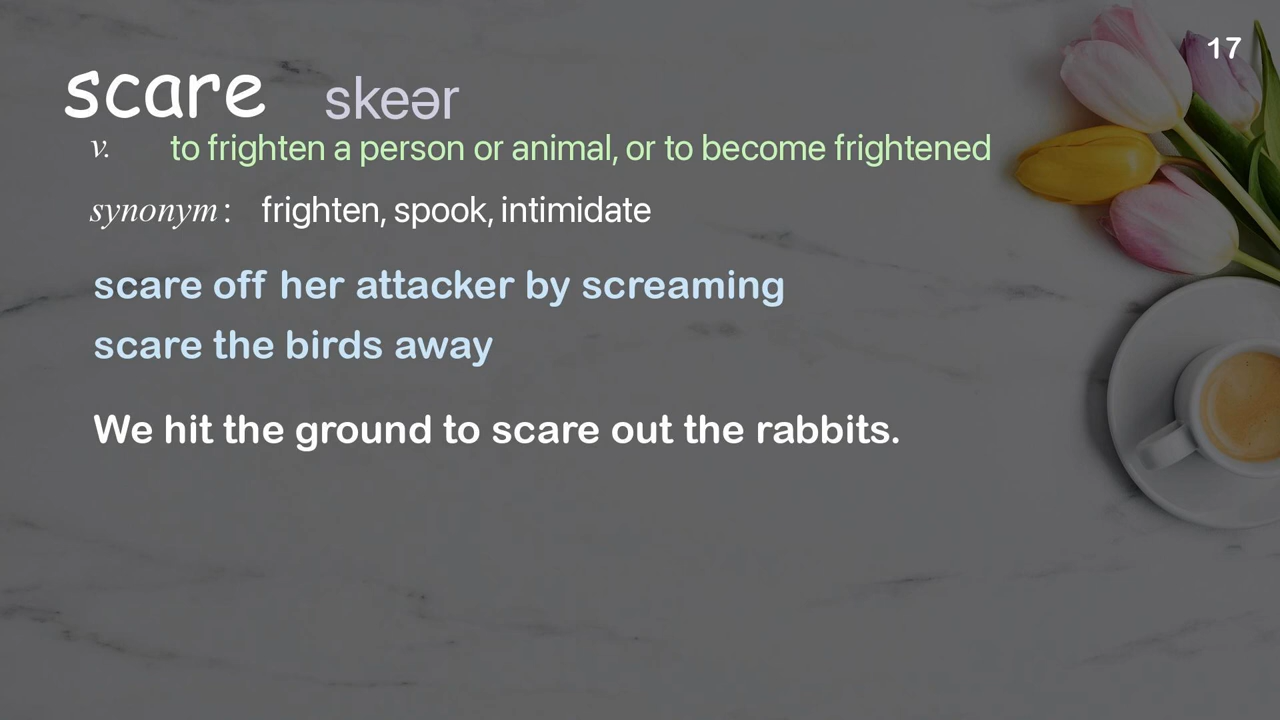 17
scare skeər
v. to frighten a person or animal, or to become frightened
synonym: frighten, spook, intimidate
scare off her attacker by screaming
scare the birds away
We hit the ground to scare out the rabbits.